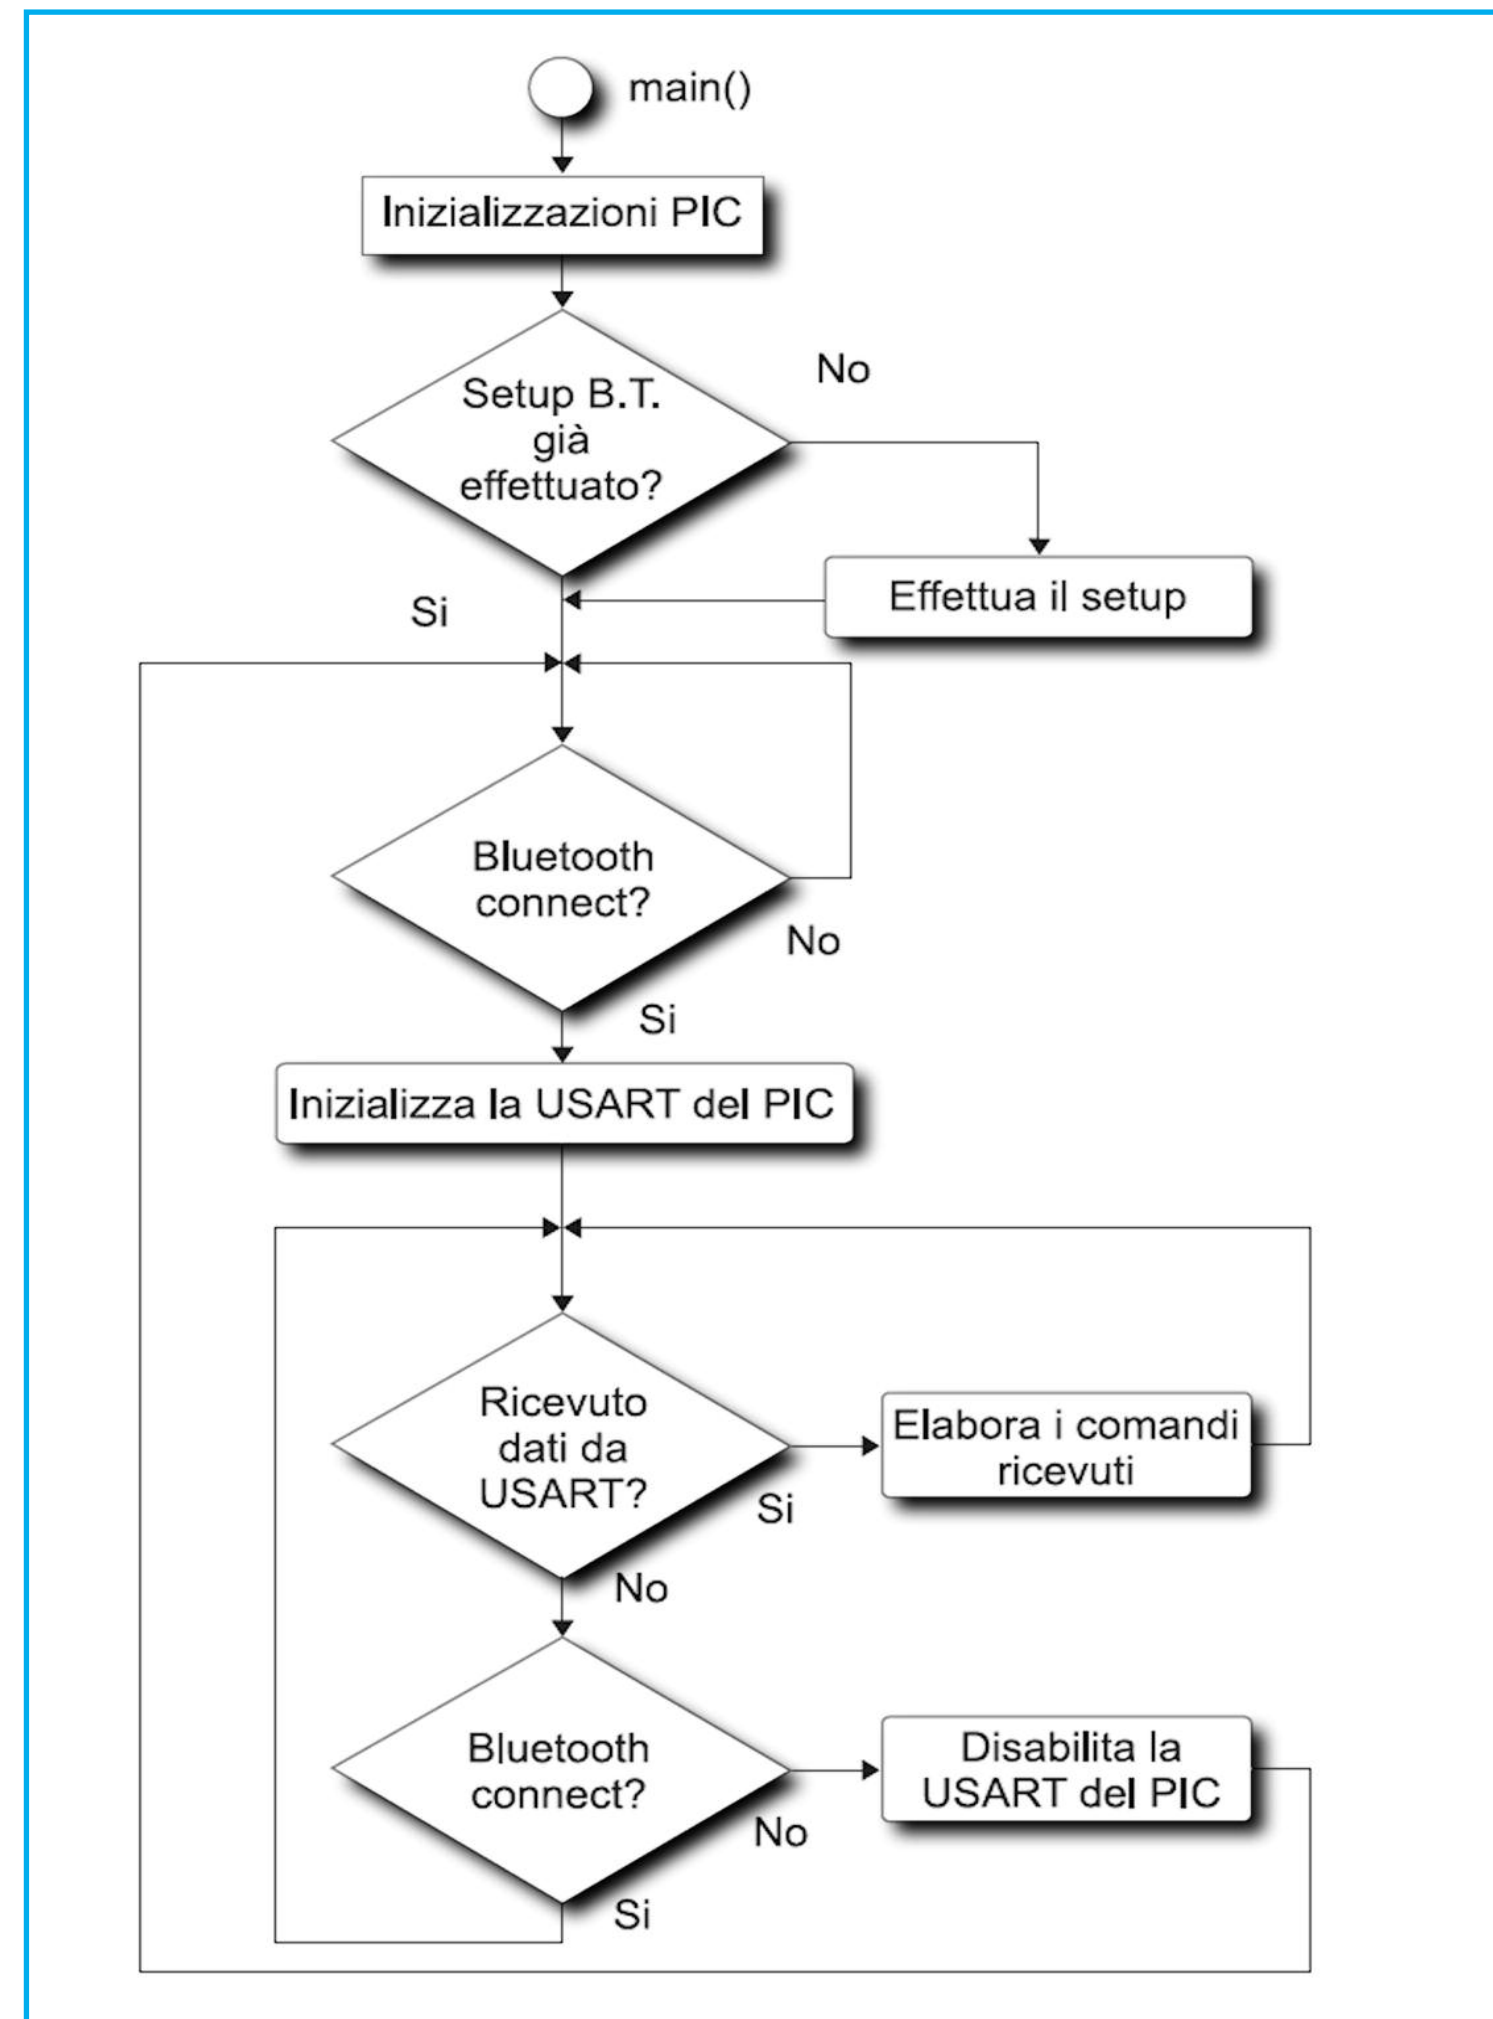 main()
Inizializzazioni PIC
No
Setup B.T.
già
effettuato?
Effettua il setup
Si
Bluetooth
connect?
No
Si
Inizializza la USART del PIC
Ricevuto
dati da
USART?
Elabora i comandi
ricevuti
Si
No
Bluetooth
connect?
Disabilita la
USART del PIC
No
Si